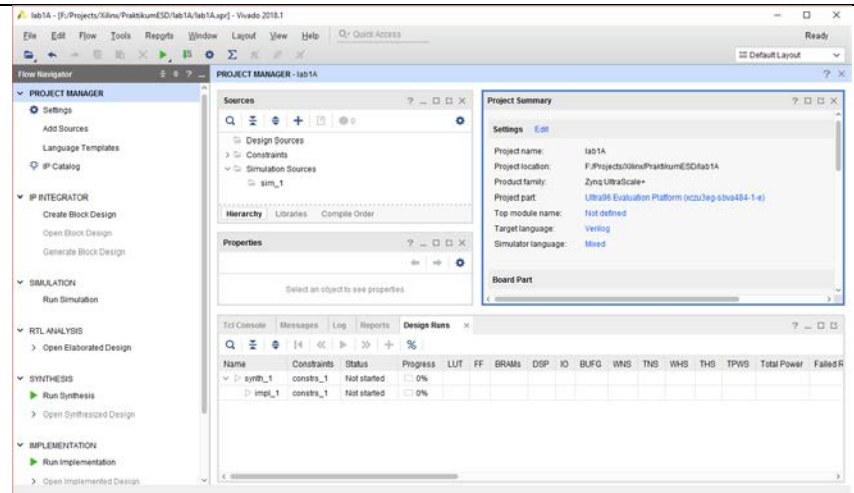 lab1A - [F:/Projects/Xilinx/PraktikumESD/lab1A/lab1A.xpr] - Vivado 2018.1
File Edit Flow Tools Reports Window Layout View Help Quick Access
Ready
Default Layout
Flow Navigator
PROJECT MANAGER - lab1A
PROJECT MANAGER
Settings
Add Sources
Language Templates
IP Catalog
IP INTEGRATOR
Create Block Design
Open Block Design
Generate Block Design
SIMULATION
Run Simulation
RTL ANALYSIS
Open Elaborated Design
SYNTHESIS
Run Synthesis
Open Synthesized Design
IMPLEMENTATION
Run Implementation
Open Implemented Design
Sources
0
Design Sources
Constraints
Simulation Sources
sim_1
Hierarchy Libraries Compile Order
Properties
Select an object to see properties
Project Summary
Settings Edit
Project name: lab1A
Project location: F:/Projects/Xilinx/PraktikumESD/lab1A
Product family: Zynq UltraScale+
Project part: Ultra96 Evaluation Platform (xczu3eg-sbva484-1-e)
Top module name: Not defined
Target language: Verilog
Simulator language: Mixed
Board Part
Tcl Console Messages Log Reports Design Runs
Name Constraints Status Progress LUT FF BRAMs DSP IO BUFG WNS TNS WHS THS TPWS Total Power Failed R
synth_1 constrs_1 Not started 0%
impl_1 constrs_1 Not started 0%